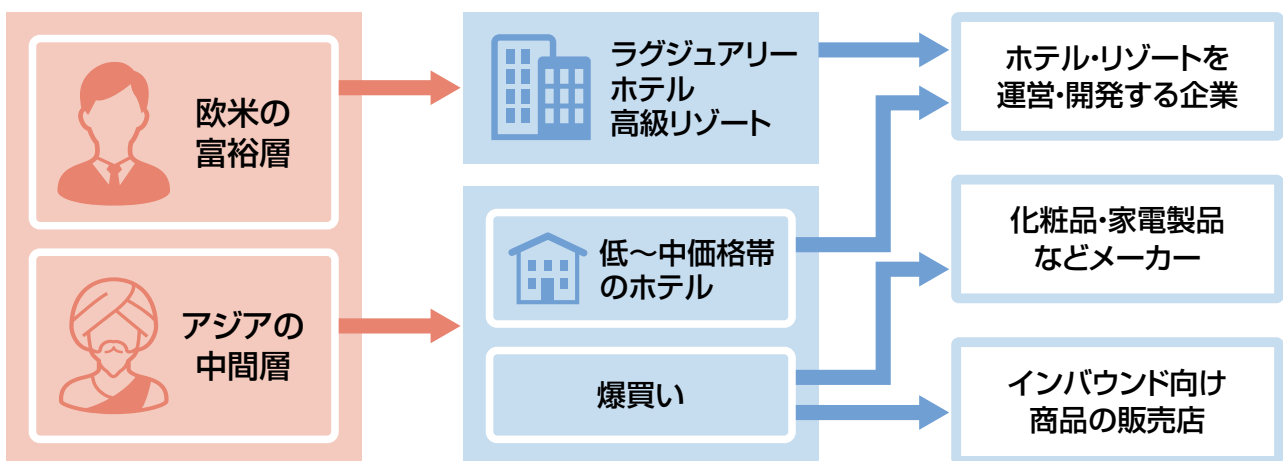 欧米の
富裕層
アジアの
中間層
ラグジュアリー
ホテル
高級リゾート
低〜中価格帯
のホテル
爆買い
ホテル・リゾートを
運営・開発する企業
化粧品・家電製品
などメーカー
インバウンド向け
商品の販売店